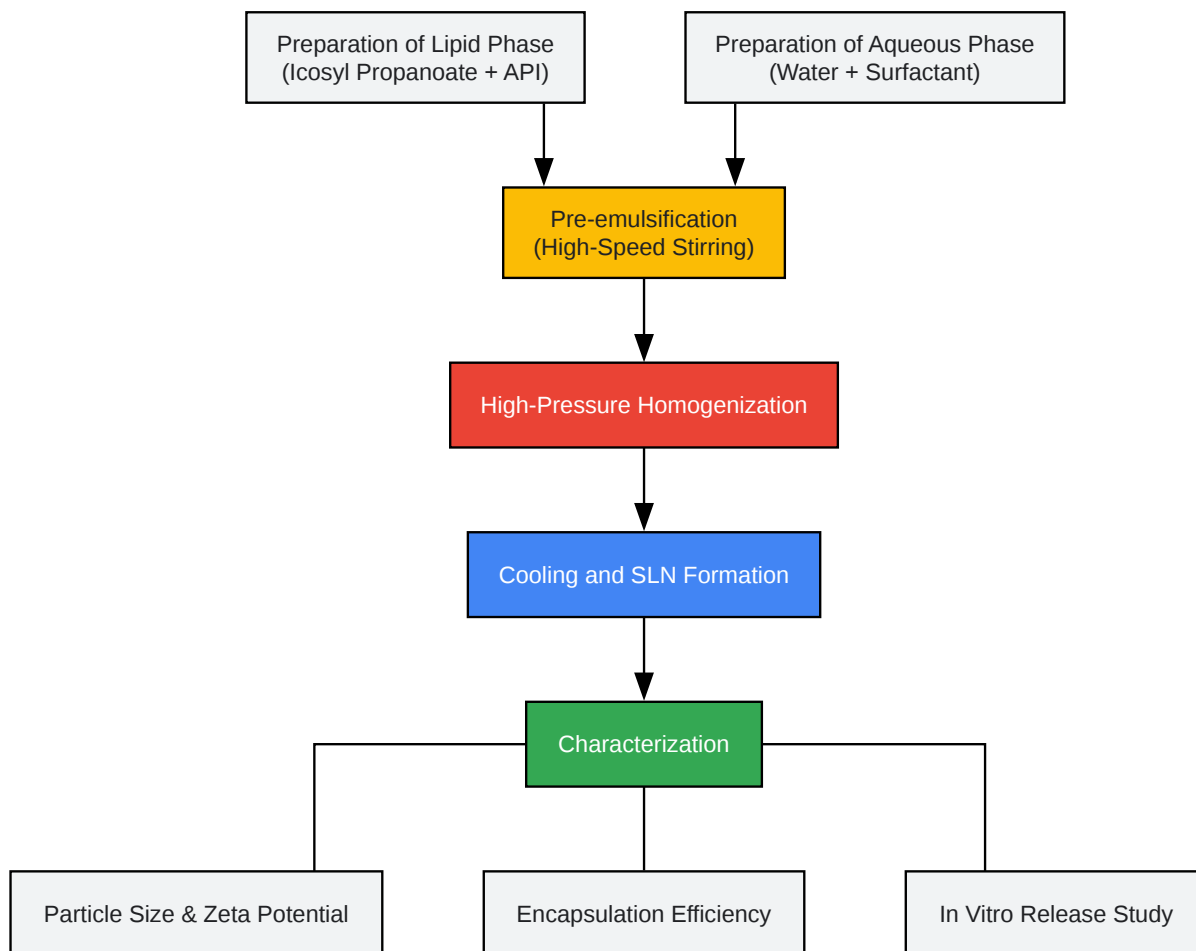 Preparation of Lipid Phase
(Icosyl Propanoate + API)
Preparation of Aqueous Phase
(Water + Surfactant)
Pre-emulsification
(High-Speed Stirring)
High-Pressure Homogenization
Cooling and SLN Formation
Characterization
Particle Size & Zeta Potential
Encapsulation Efficiency
In Vitro Release Study